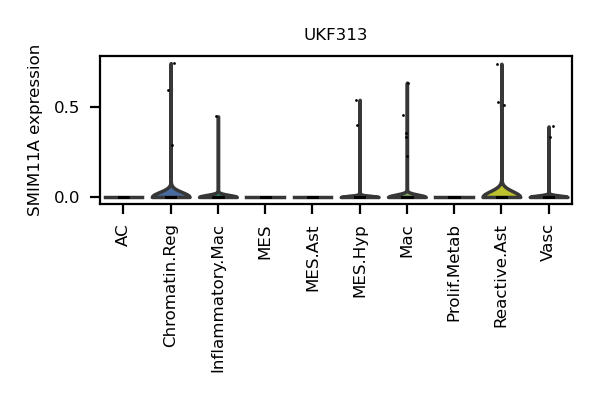 UKF313
SMIM11A expression
0.5
0.0
AC
Chromatin.Reg
Inflammatory.Mac
MES
MES.Ast
MES.Hyp
Mac
Prolif.Metab
Reactive.Ast
Vasc